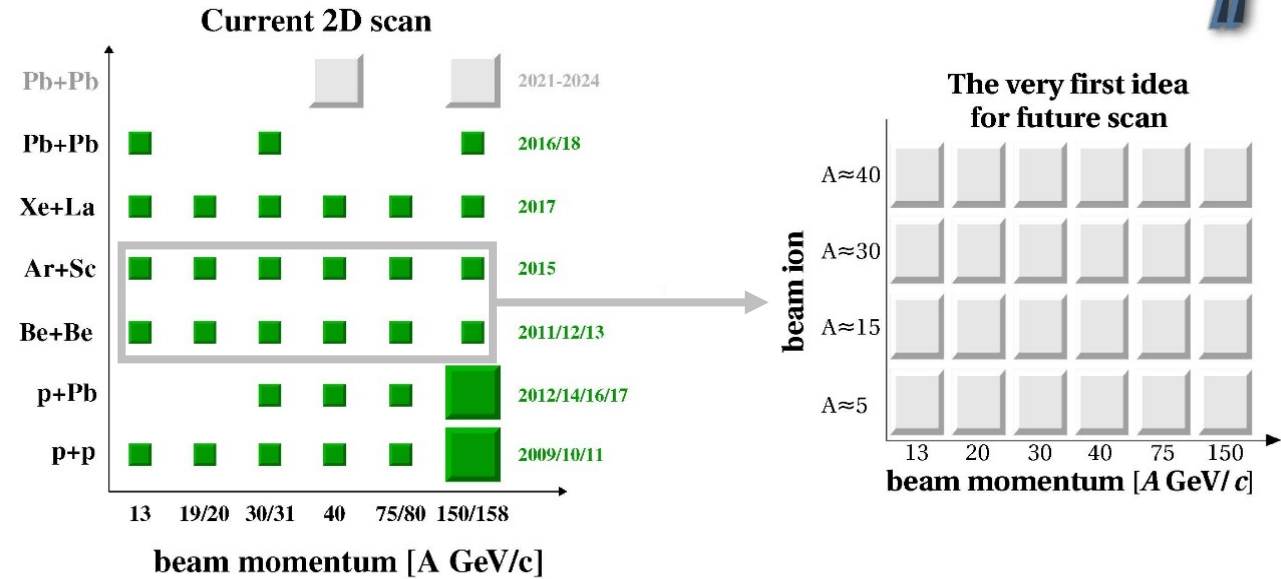 Current 2D scan
Pb+Pb
2021-2024
Pb+Pb
2016/18
Xe+La
2017
Ar+Sc
2015
Be+Be
2011/12/13
p+Pb
2012/14/16/17
p+p
2009/10/11
13 19/20 30/31 40 75/80 150/158
beam momentum [A GeV/c]
The very first idea
for future scan
beam ion
A≈40
A≈30
A≈15
A≈5
13 20 30 40 75 150
beam momentum [A GeV/c]